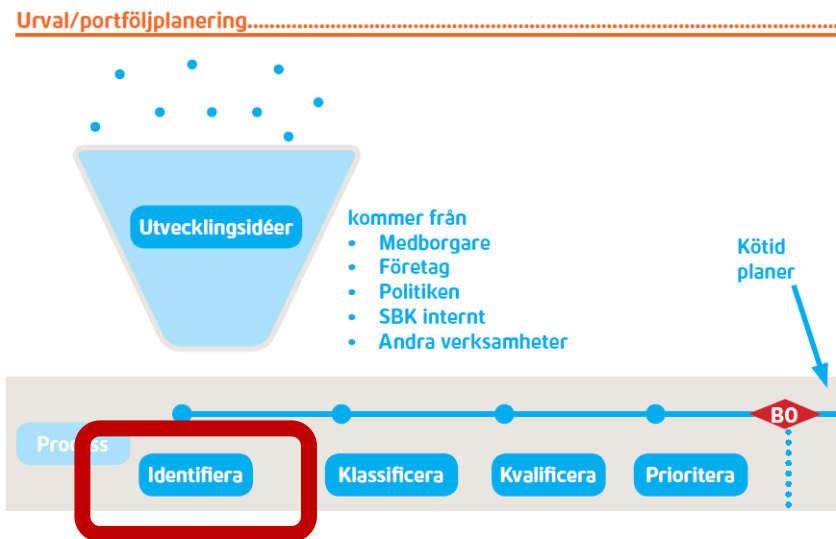 Urval/portföljplanering
Utvecklingsidéer
kommer från
• Medborgare
• Företag
• Politiken
• SBK internt
• Andra verksamheter
Kötid
planer
B0
Process
Identifiera
Klassificera
Kvalificera
Prioritera